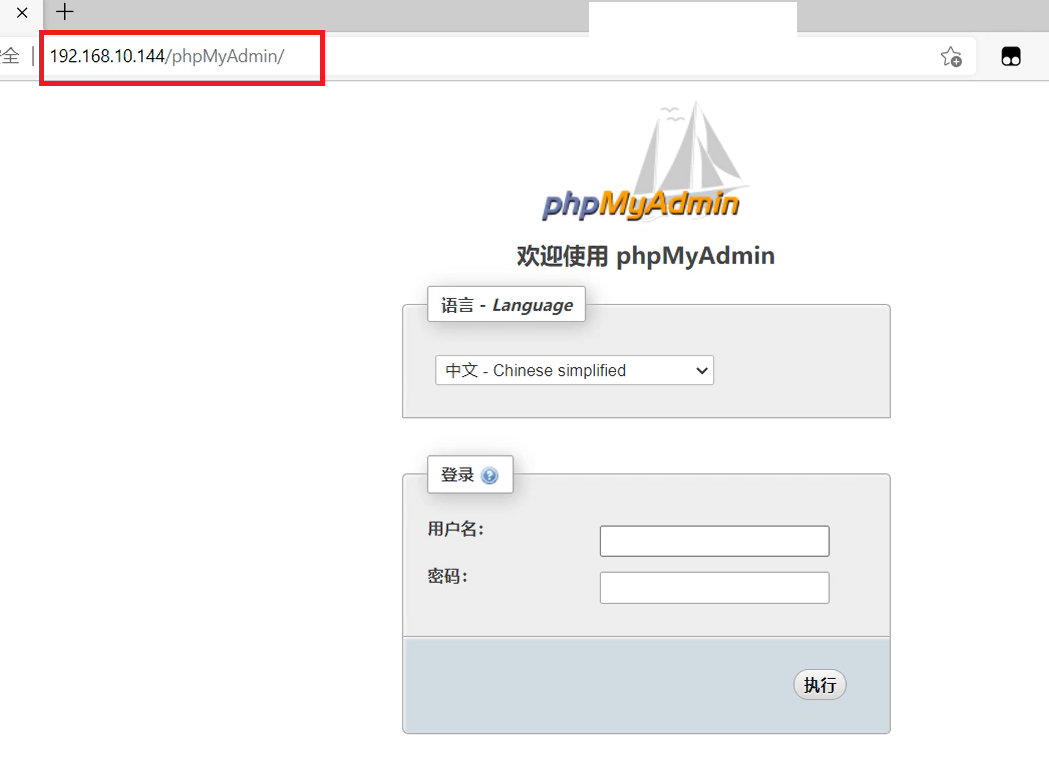 安全
192.168.10.144/phpMyAdmin/
phpMyAdmin
欢迎使用 phpMyAdmin
语言 - Language
中文 - Chinese simplified
登录
用户名：
密码：
执行